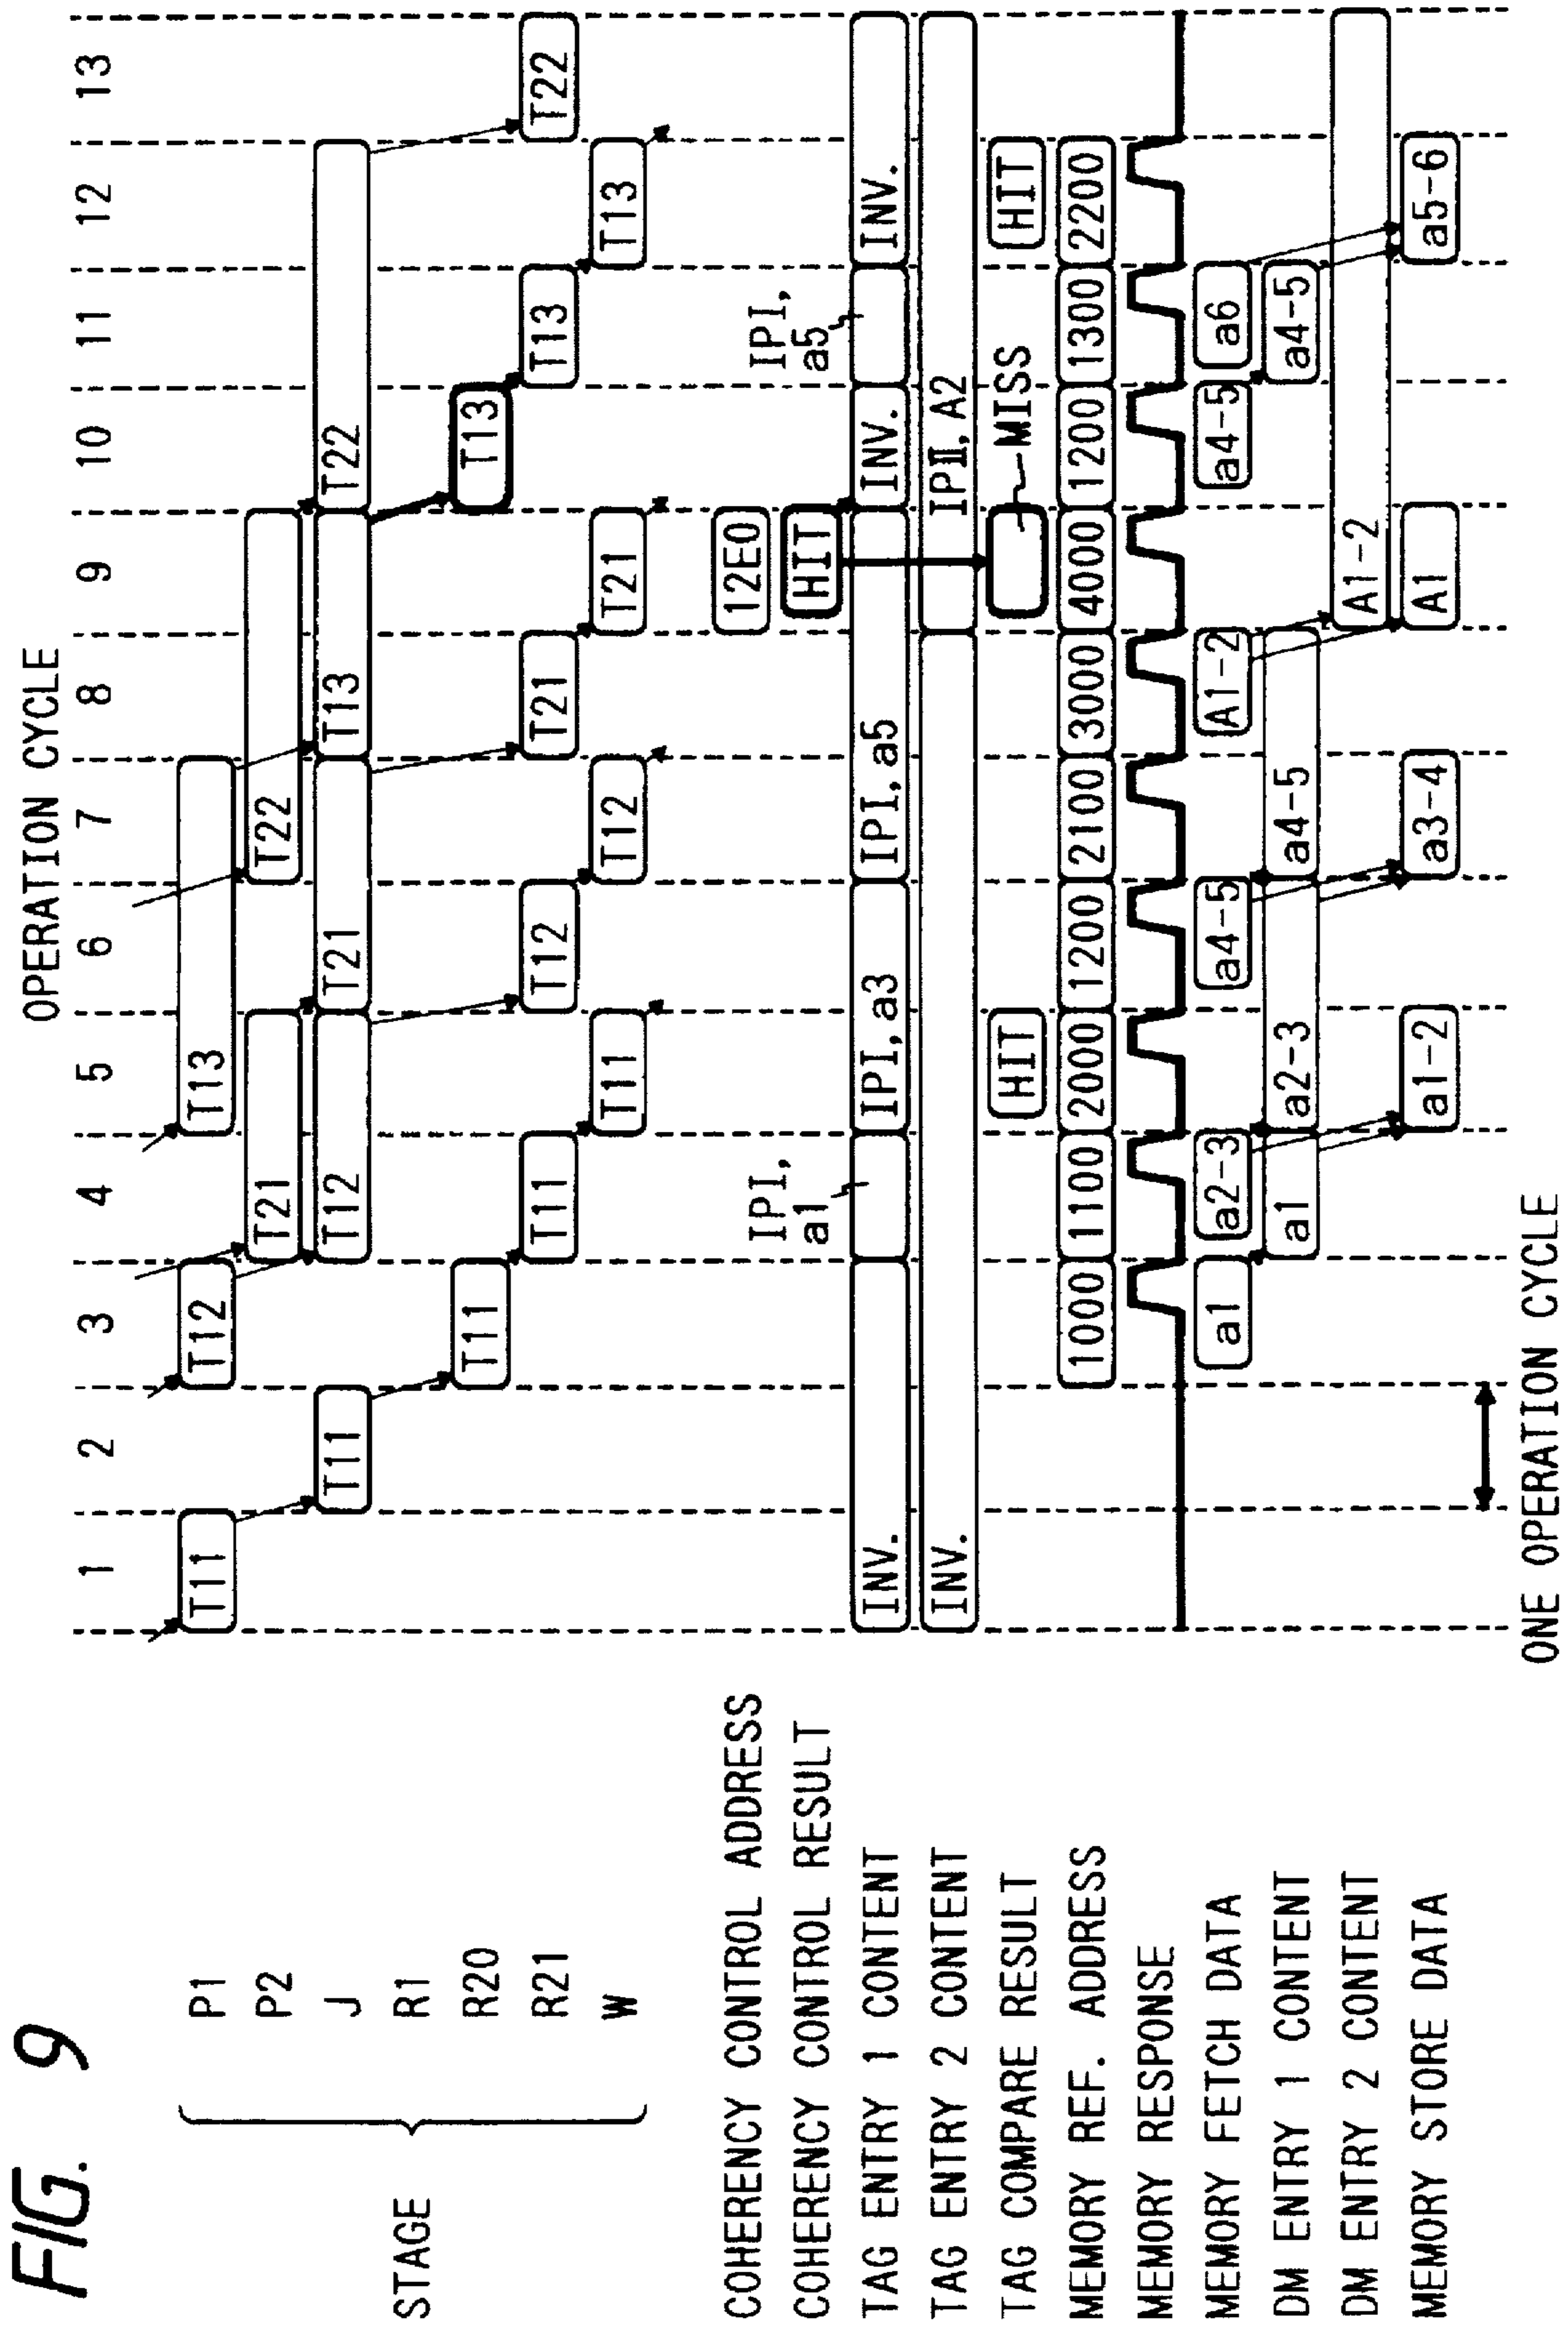 FIG. 9
OPERATION CYCLE
1 2 3 4 5 6 7 8 9 10 11 12 13
STAGE
P1 T11 T12 T13
P2 T21 T22
J T11 T12 T21 T13 T22
R1
R20 T11 T13
R21 T11 T12 T21 T13 T22
W T11 T12 T21 T13
COHERENCY CONTROL ADDRESS 12E0
COHERENCY CONTROL RESULT HIT
TAG ENTRY 1 CONTENT INV. IPI, a1 IPI, a3 IPI, a5 INV. IPI, a5 INV.
TAG ENTRY 2 CONTENT INV. IPⅡ, A2
TAG COMPARE RESULT HIT MISS HIT
MEMORY REF. ADDRESS 1000 1100 2000 1200 2100 3000 4000 1200 1300 2200
MEMORY RESPONSE
MEMORY FETCH DATA a1 a2-3 a4-5 A1-2 a4-5 a6
DM ENTRY 1 CONTENT a1 a2-3 a4-5 a4-5
DM ENTRY 2 CONTENT A1-2
MEMORY STORE DATA a1-2 a3-4 A1 a5-6
ONE OPERATION CYCLE